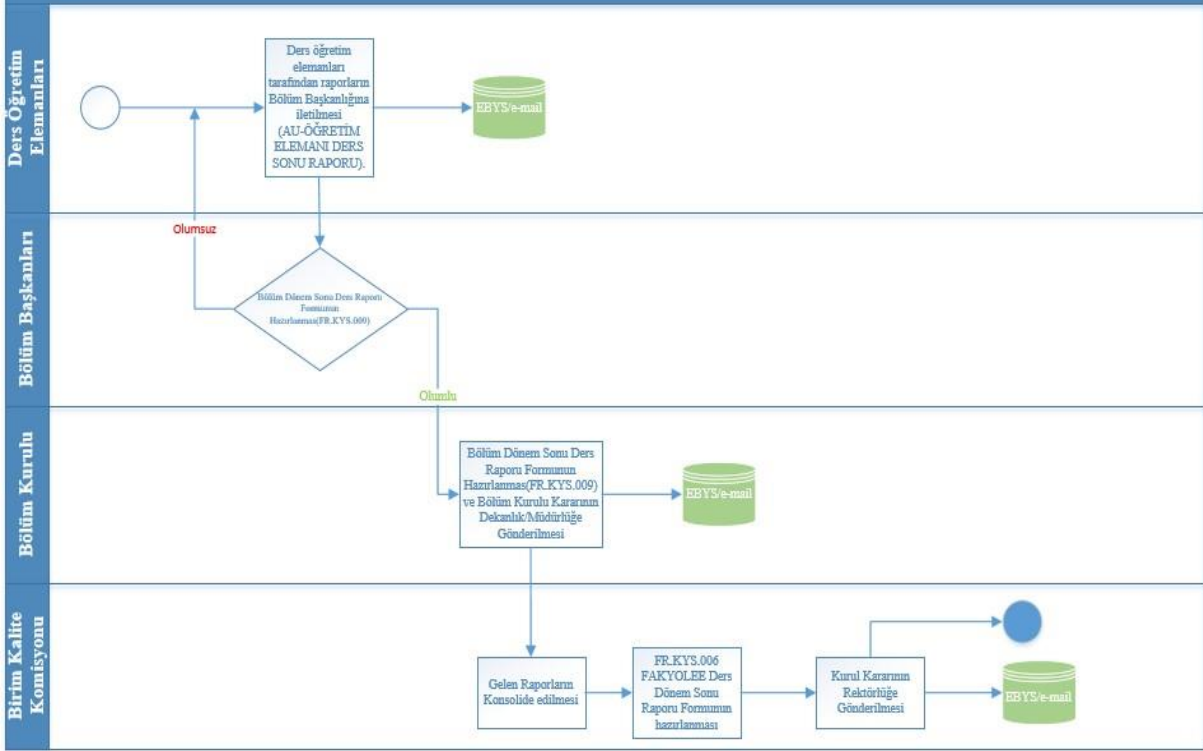 Ders Öğretim
Elemanları
Ders öğretim
elemanları
tarafından raporların
Bölüm Başkanlığına
iletilmesi
(AU-ÖĞRETİM
ELEMANI DERS
SONU RAPORU).
EBYS/e-mail
Bölüm Başkanları
Olumsuz
Bölüm Dönem Sonu Ders Raporu
Formunun
Hazırlanması(FR.KYS.009)
Olumlu
Bölüm Kurulu
Bölüm Dönem Sonu Ders
Raporu Formunun
Hazırlanmas(FR.KYS.009)
ve Bölüm Kurulu Kararının
Dekanlık/Müdürlüğe
Gönderilmesi
EBYS/e-mail
Birim Kalite
Komisyonu
Gelen Raporların
Konsolide edilmesi
FR.KYS.006
FAKYOLEE Ders
Dönem Sonu
Raporu Formunun
hazırlanması
Kurul Kararının
Rektörlüğe
Gönderilmesi
EBYS/e-mail